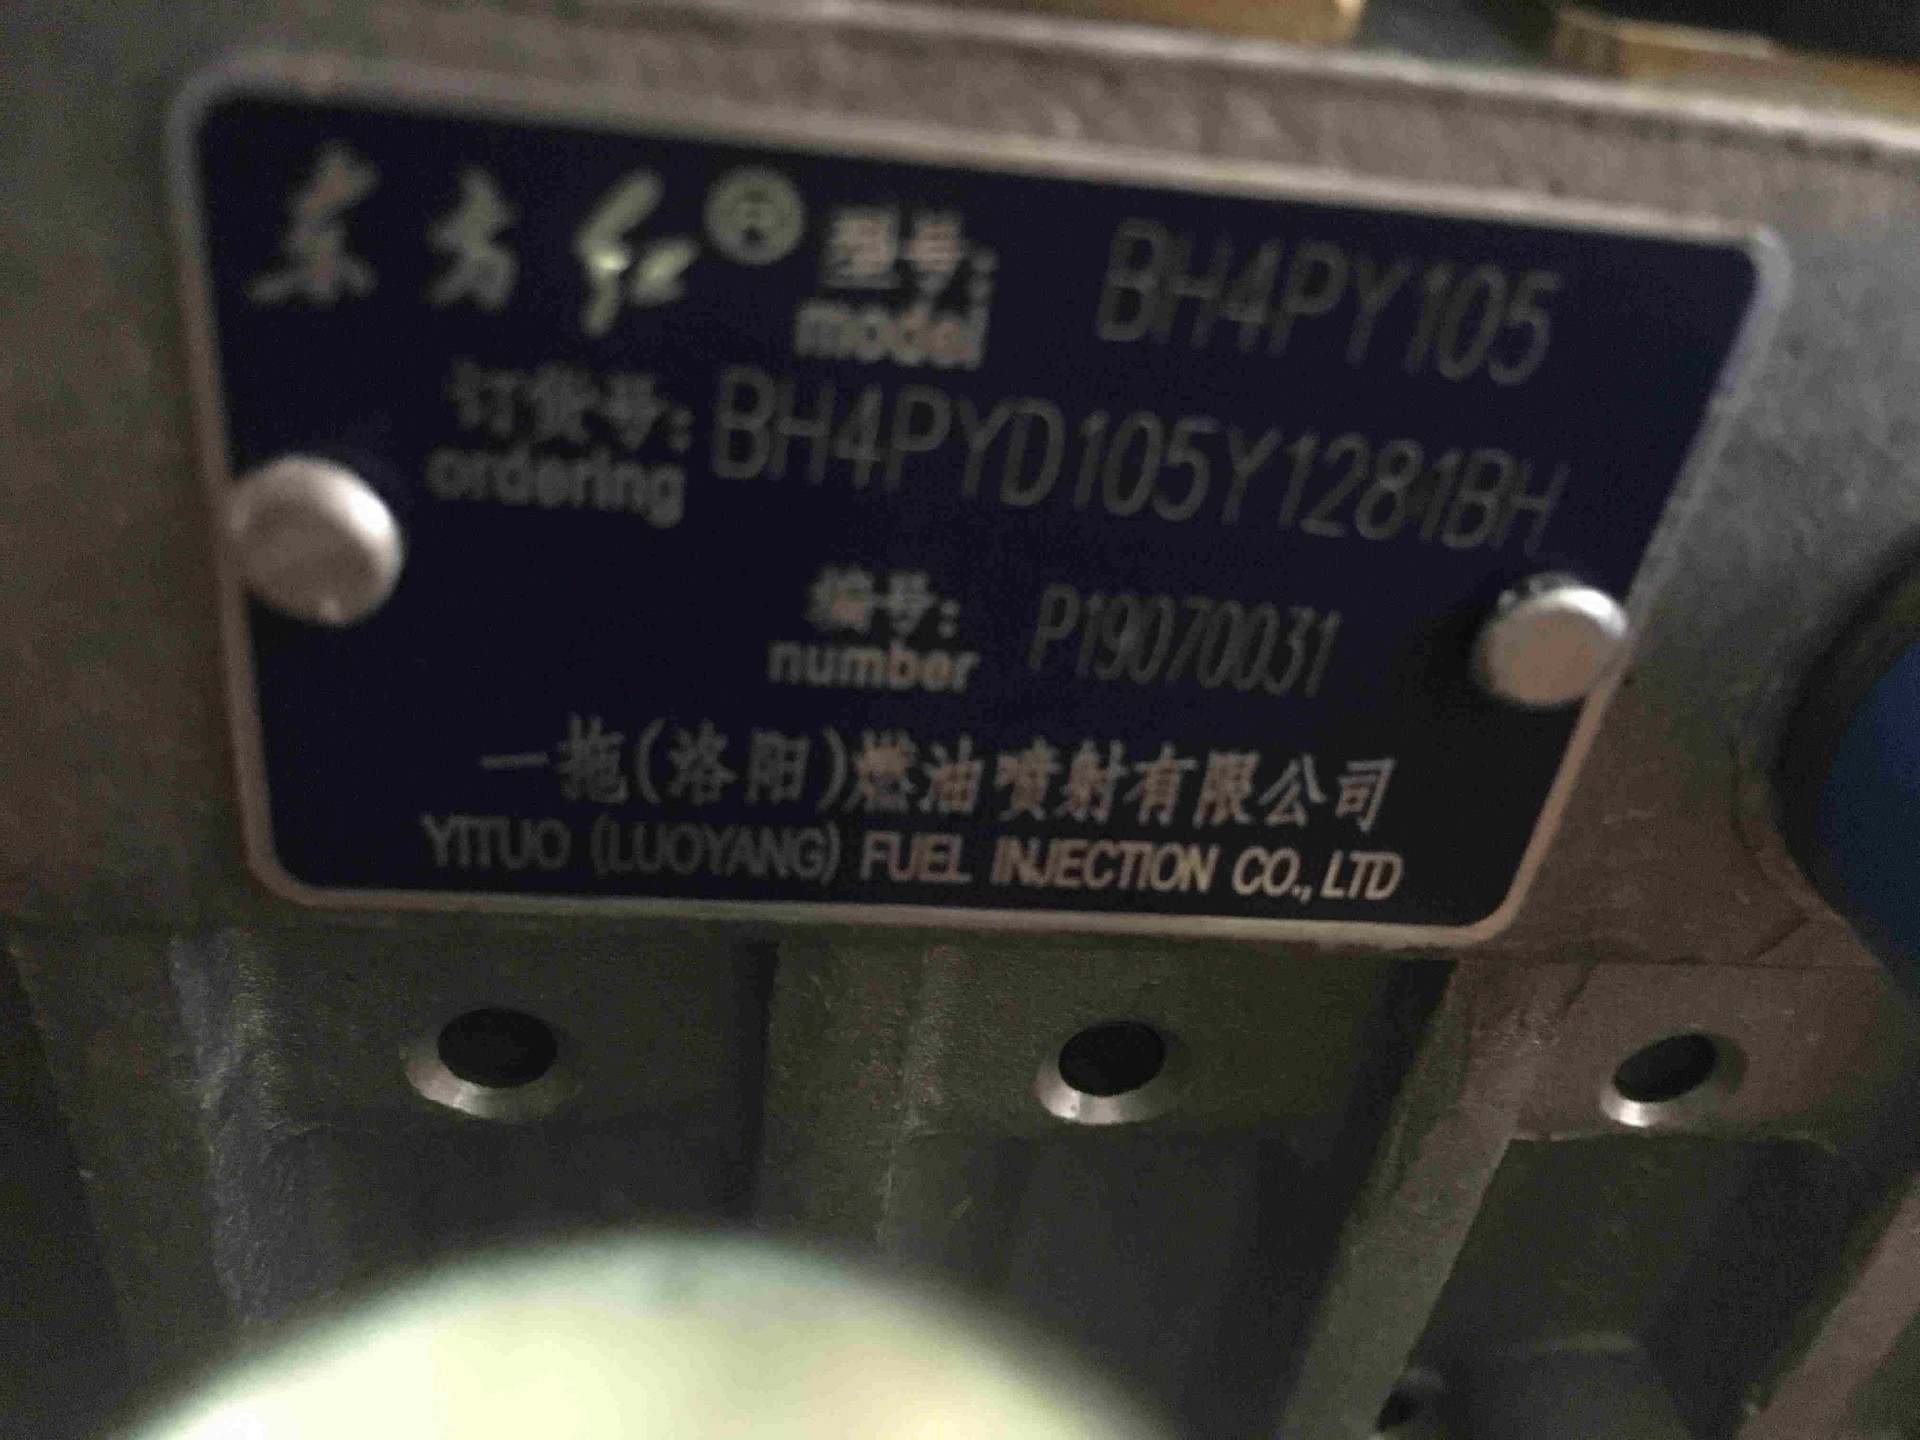 东方红® 型号: BH4PY105
model
订货号: BH4PYD105Y1281BH
ordering
编号: P19070031
number
一拖(洛阳)燃油喷射有限公司
YITUO (LUOYANG) FUEL INJECTION CO., LTD